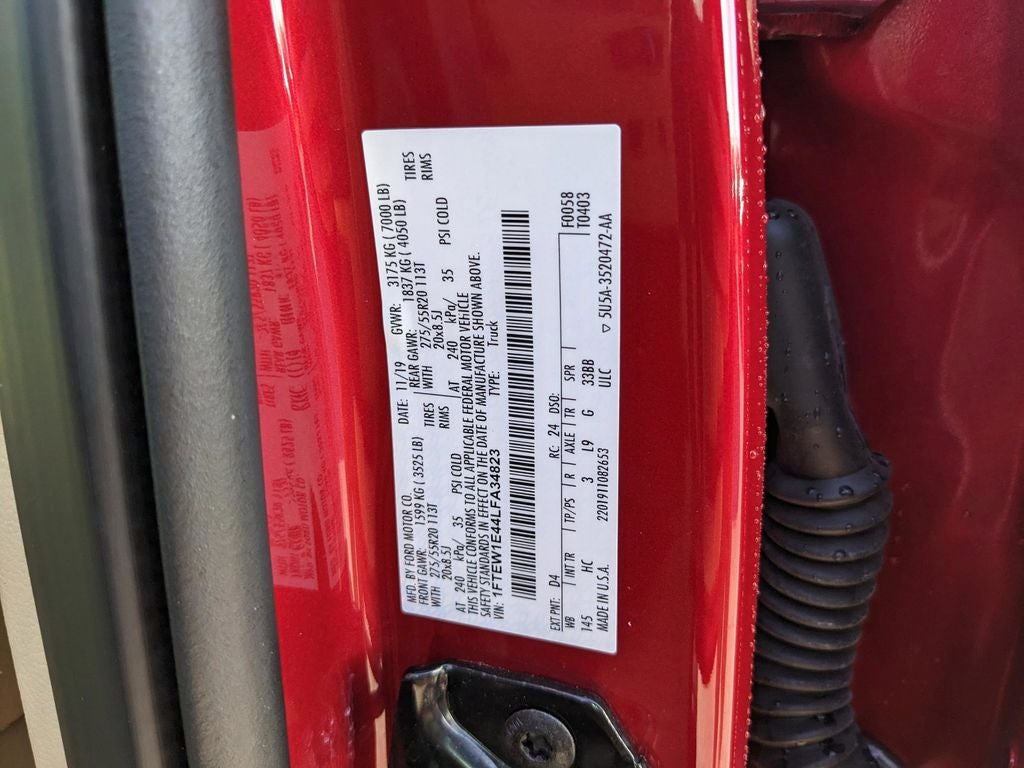 MFD. BY FORD MOTOR CO. DATE: 11/19 GVWR: 3175 KG ( 7000 LB)
FRONT GAWR: 1599 KG ( 3525 LB) REAR GAWR: 1837 KG ( 4050 LB)
WITH 275/55R20 113T TIRES WITH 275/55R20 113T TIRES
20x8.5J RIMS 20x8.5J RIMS
AT 240 kPa/ 35 PSI COLD AT 240 kPa/ 35 PSI COLD
THIS VEHICLE CONFORMS TO ALL APPLICABLE FEDERAL MOTOR VEHICLE
SAFETY STANDARDS IN EFFECT ON THE DATE OF MANUFACTURE SHOWN ABOVE.
VIN: 1FTEW1E44LFA34823 TYPE: Truck
EXT PNT: D4 RC: 24 DSO: F0058
WB INT TR TP/PS R AXLE TR SPR T0403
145 HC 3 L9 G 33BB
MADE IN U.S.A. 2201911082653 ULC ▽ 5U5A-3520472-AA